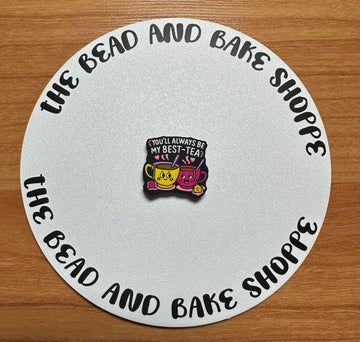 THE BEAD AND BAKE SHOPPE
YOU'LL ALWAYS BE
MY BEST-TEA
THE BEAD AND BAKE SHOPPE